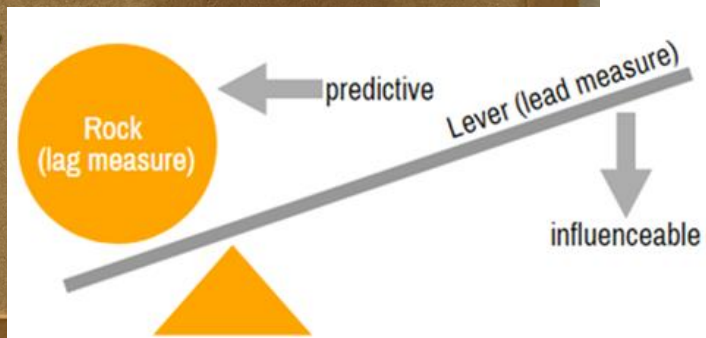 Rock
(lag measure)
predictive
Lever (lead measure)
influenceable